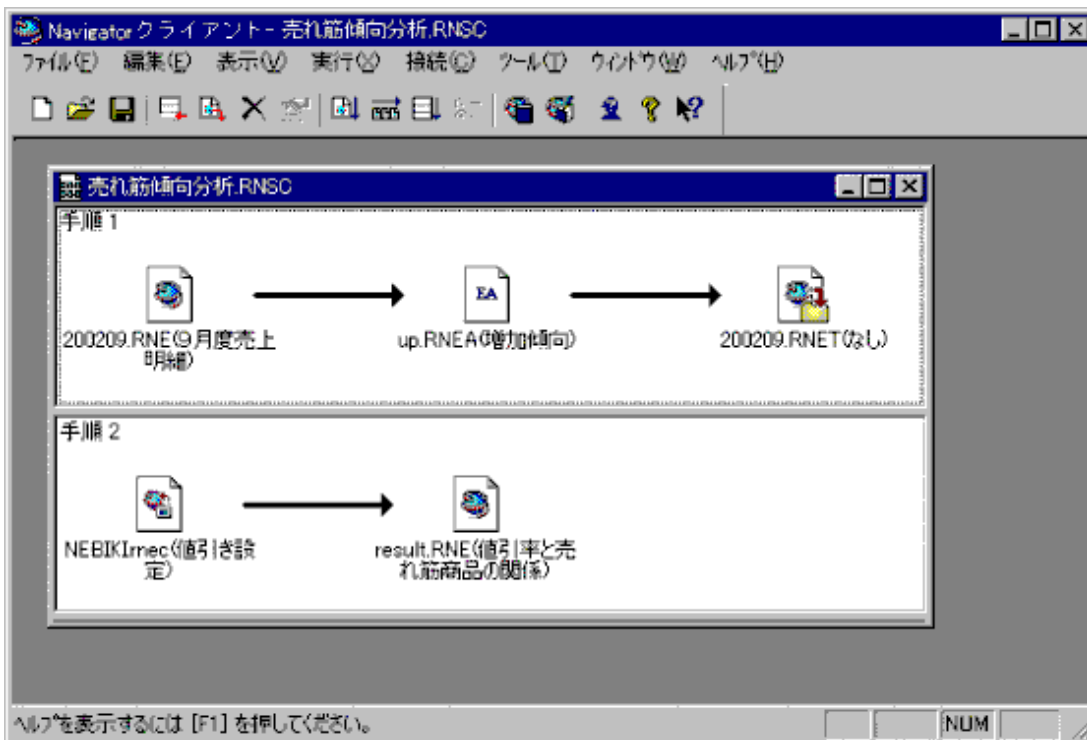 Navigatorクライアント - 売れ筋傾向分析.RNSC
ファイル(F) 編集(E) 表示(V) 実行(X) 接続(C) ツール(T) ウィンドウ(W) ヘルプ(H)
売れ筋傾向分析.RNSC
手順 1
EA
200209.RNE(9月度売上
明細)
up.RNEA(増加傾向)
200209.RNET(なし)
手順 2
NEBIKIrnec(値引き設
定)
result.RNE(値引率と売
れ筋商品の関係)
ヘルプを表示するには [F1] を押してください。
NUM